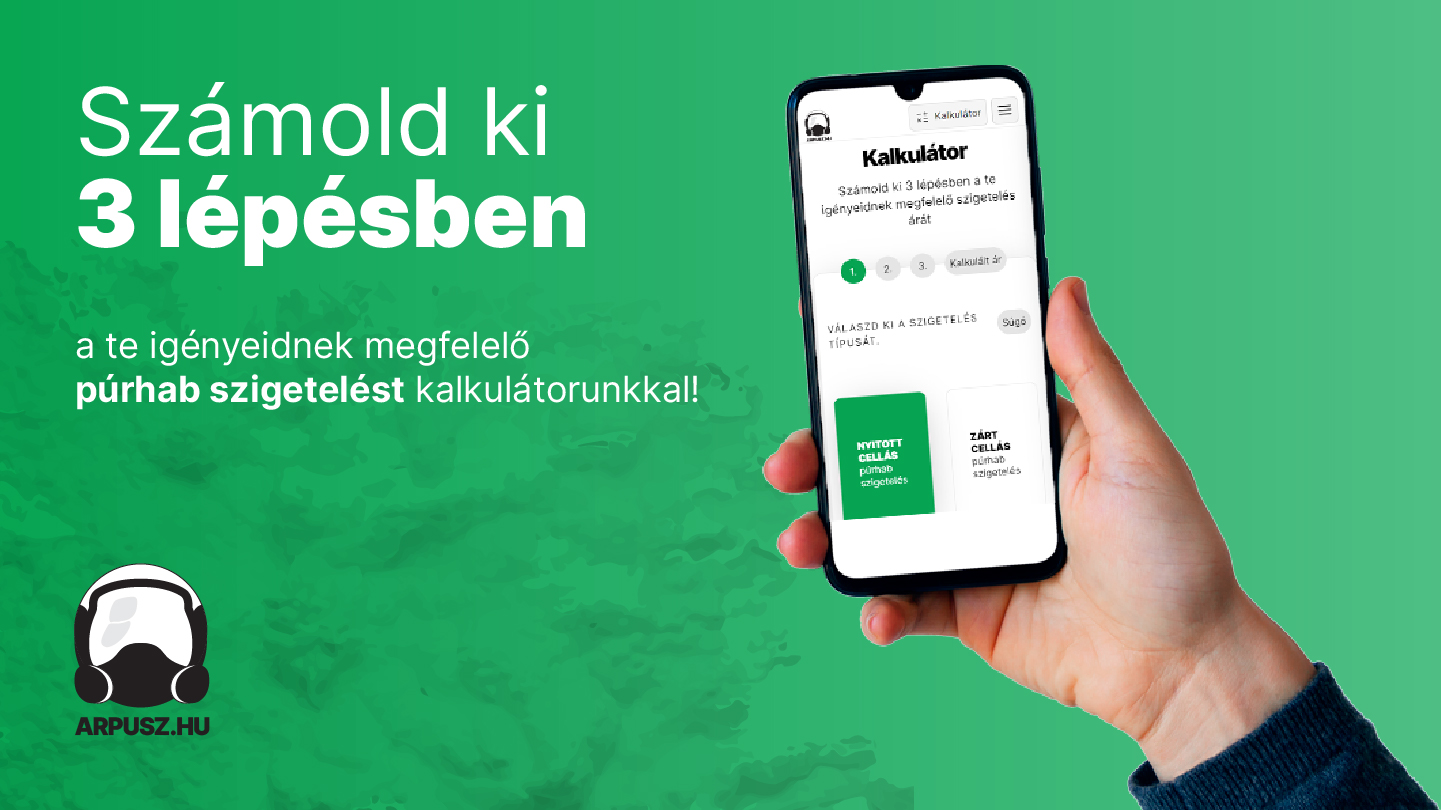 Számold ki
3 lépésben
a te igényeidnek megfelelő
púrhab szigetelést kalkulátorunkkal!
ARPUSZ.HU
ARPUSZ.HU
Kalkulátor
Kalkulátor
Számold ki 3 lépésben a te
igényeidnek megfelelő szigetelés
árát
1. 2. 3. Kalkulált ár
VÁLASZD KI A SZIGETELÉS
TÍPUSÁT.
Súgó
NYITOTT
CELLÁS
púrhab
szigetelés
ZÁRT
CELLÁS
púrhab
szigetelés